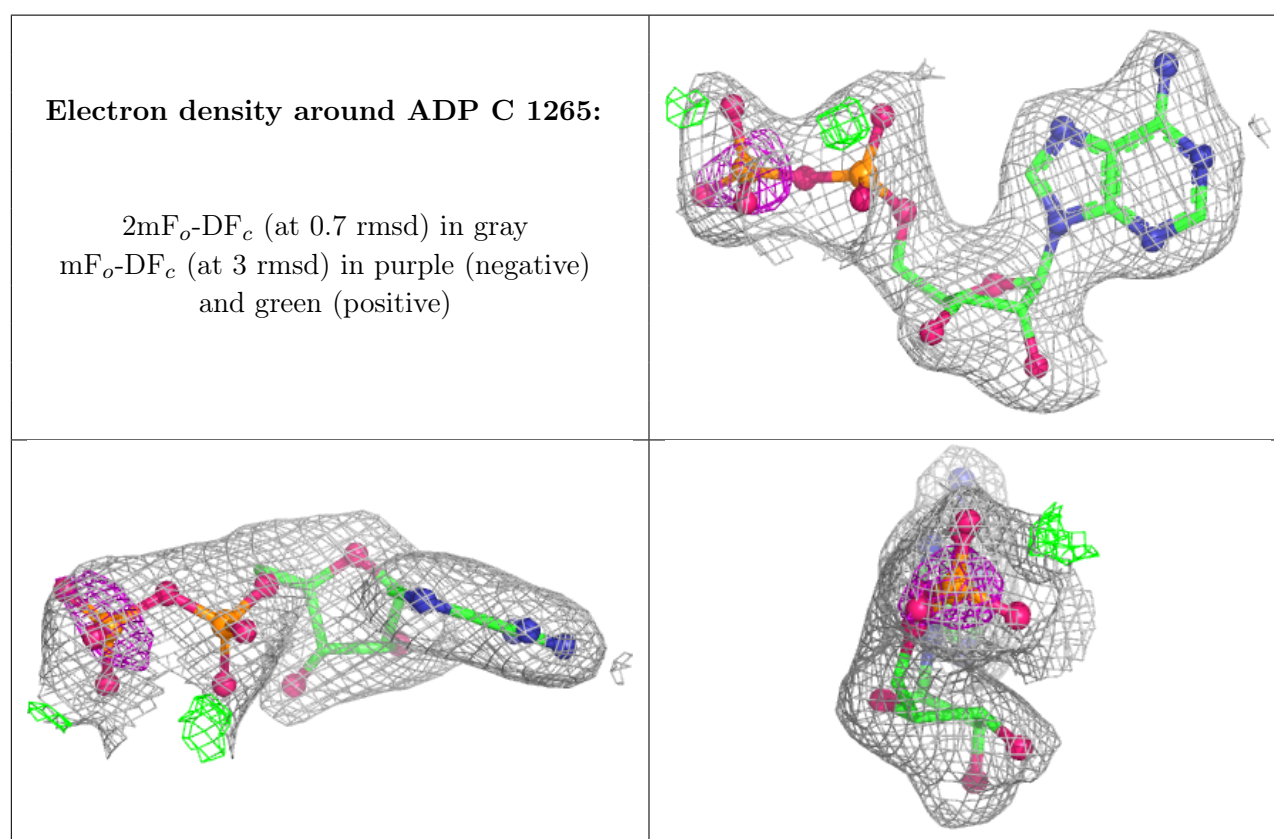 Electron density around ADP C 1265:
2mFo-DFc (at 0.7 rmsd) in gray
mFo-DFc (at 3 rmsd) in purple (negative)
and green (positive)